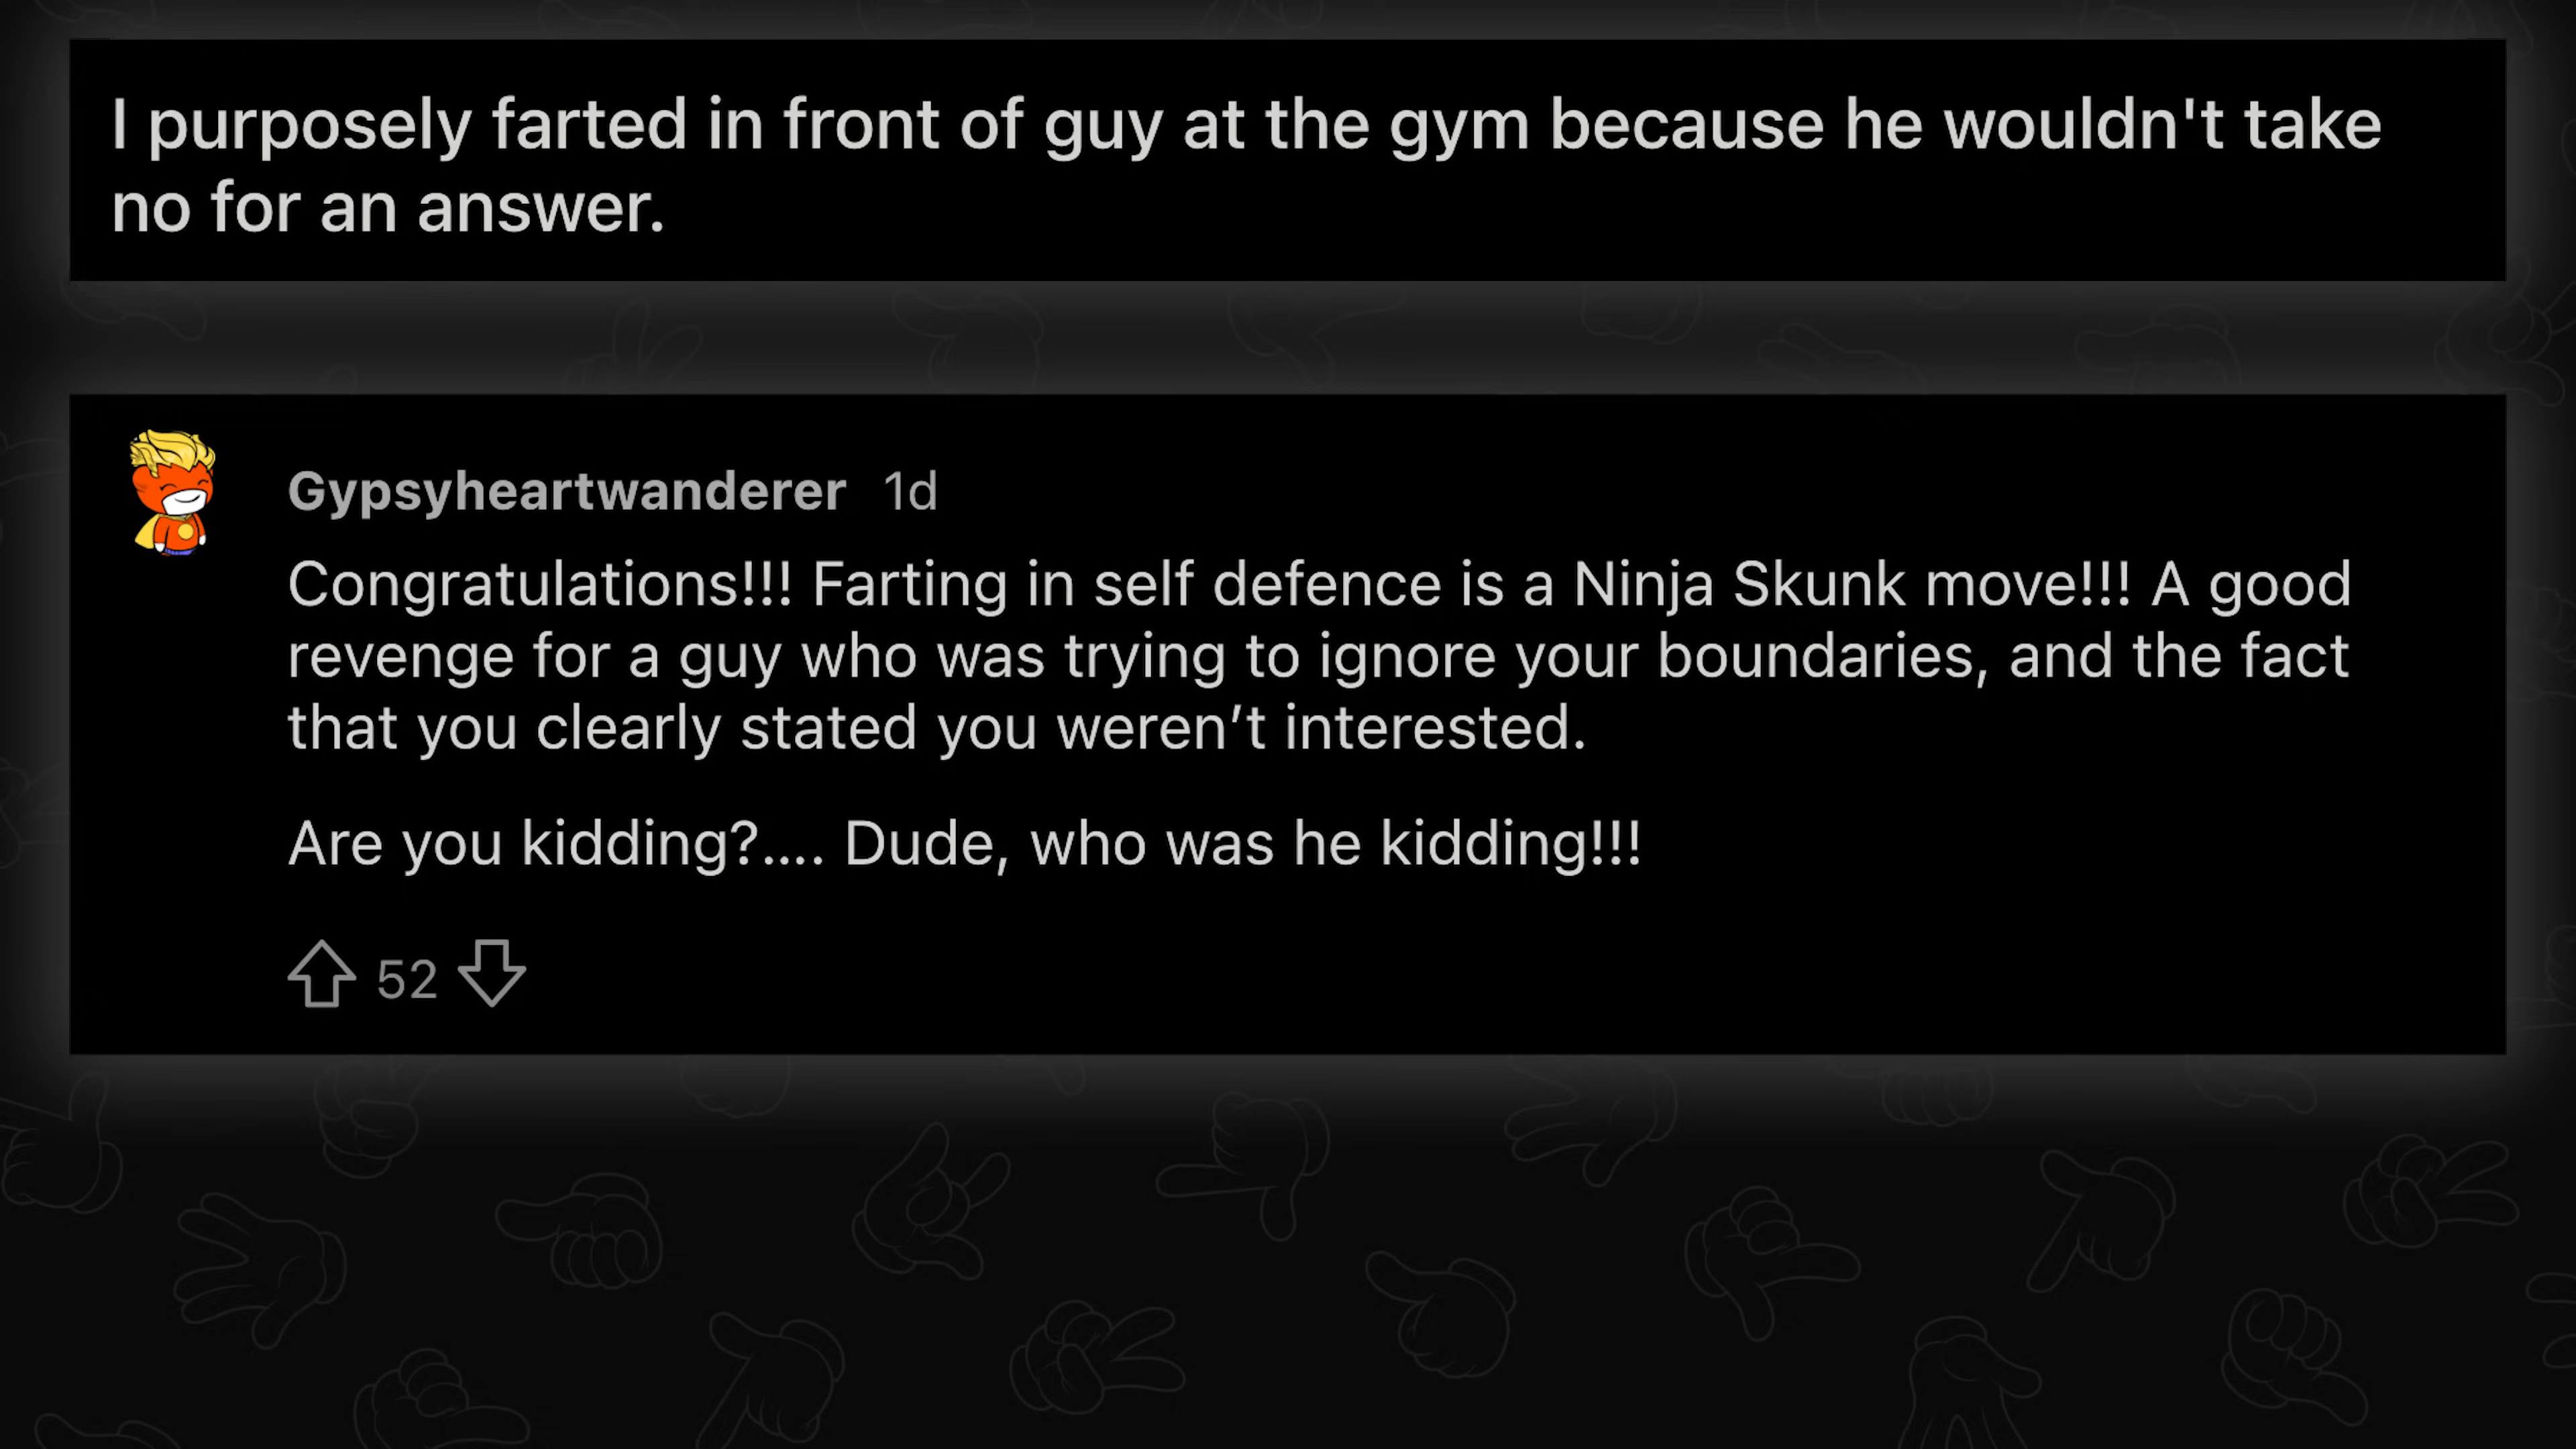 I purposely farted in front of guy at the gym because he wouldn't take
no for an answer.
Gypsyheartwanderer 1d
Congratulations!!! Farting in self defence is a Ninja Skunk move!!! A good
revenge for a guy who was trying to ignore your boundaries, and the fact
that you clearly stated you weren’t interested.
Are you kidding?.... Dude, who was he kidding!!!
52